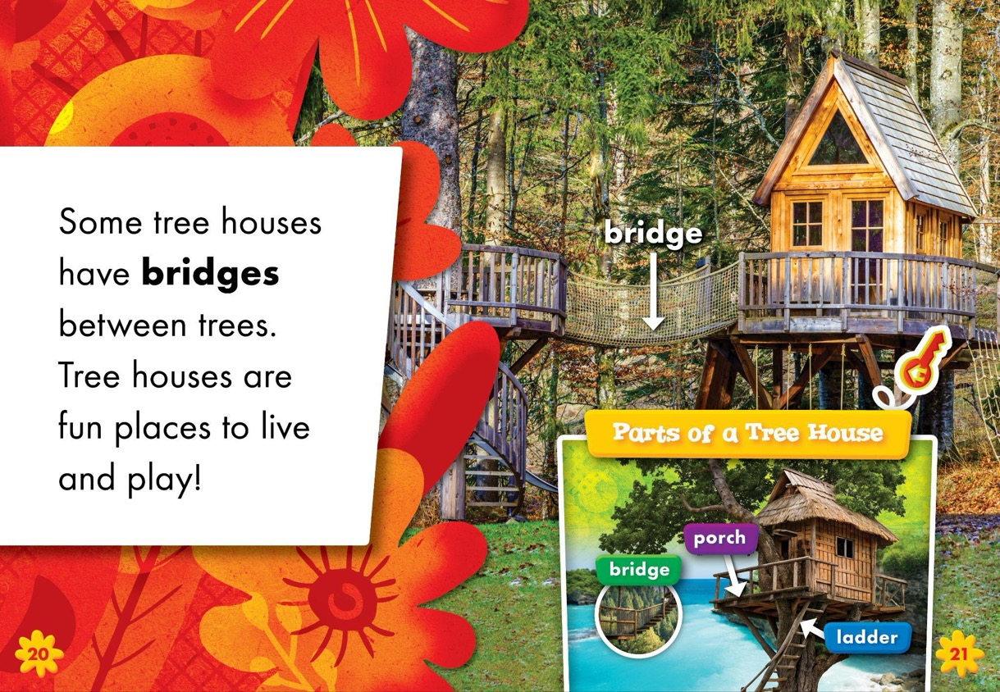 Some tree houses
have bridges
between trees.
Tree houses are
fun places to live
and play!
20
bridge
Parts of a Tree House
porch
bridge
ladder
21